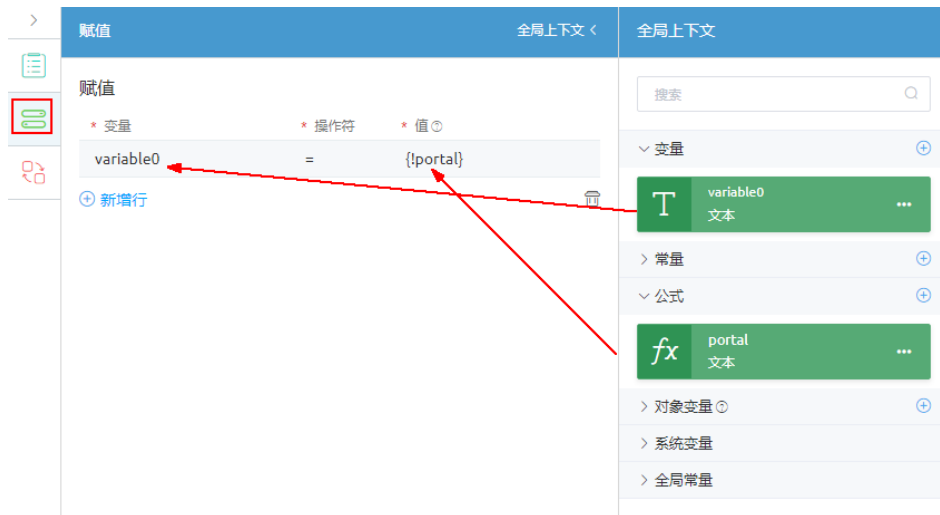 赋值
全局上下文
赋值
* 变量 * 操作符 * 值
variable0 = {!portal}
新增行
全局上下文
搜索
变量
T variable0
文本
常量
公式
fx portal
文本
对象变量
系统变量
全局常量